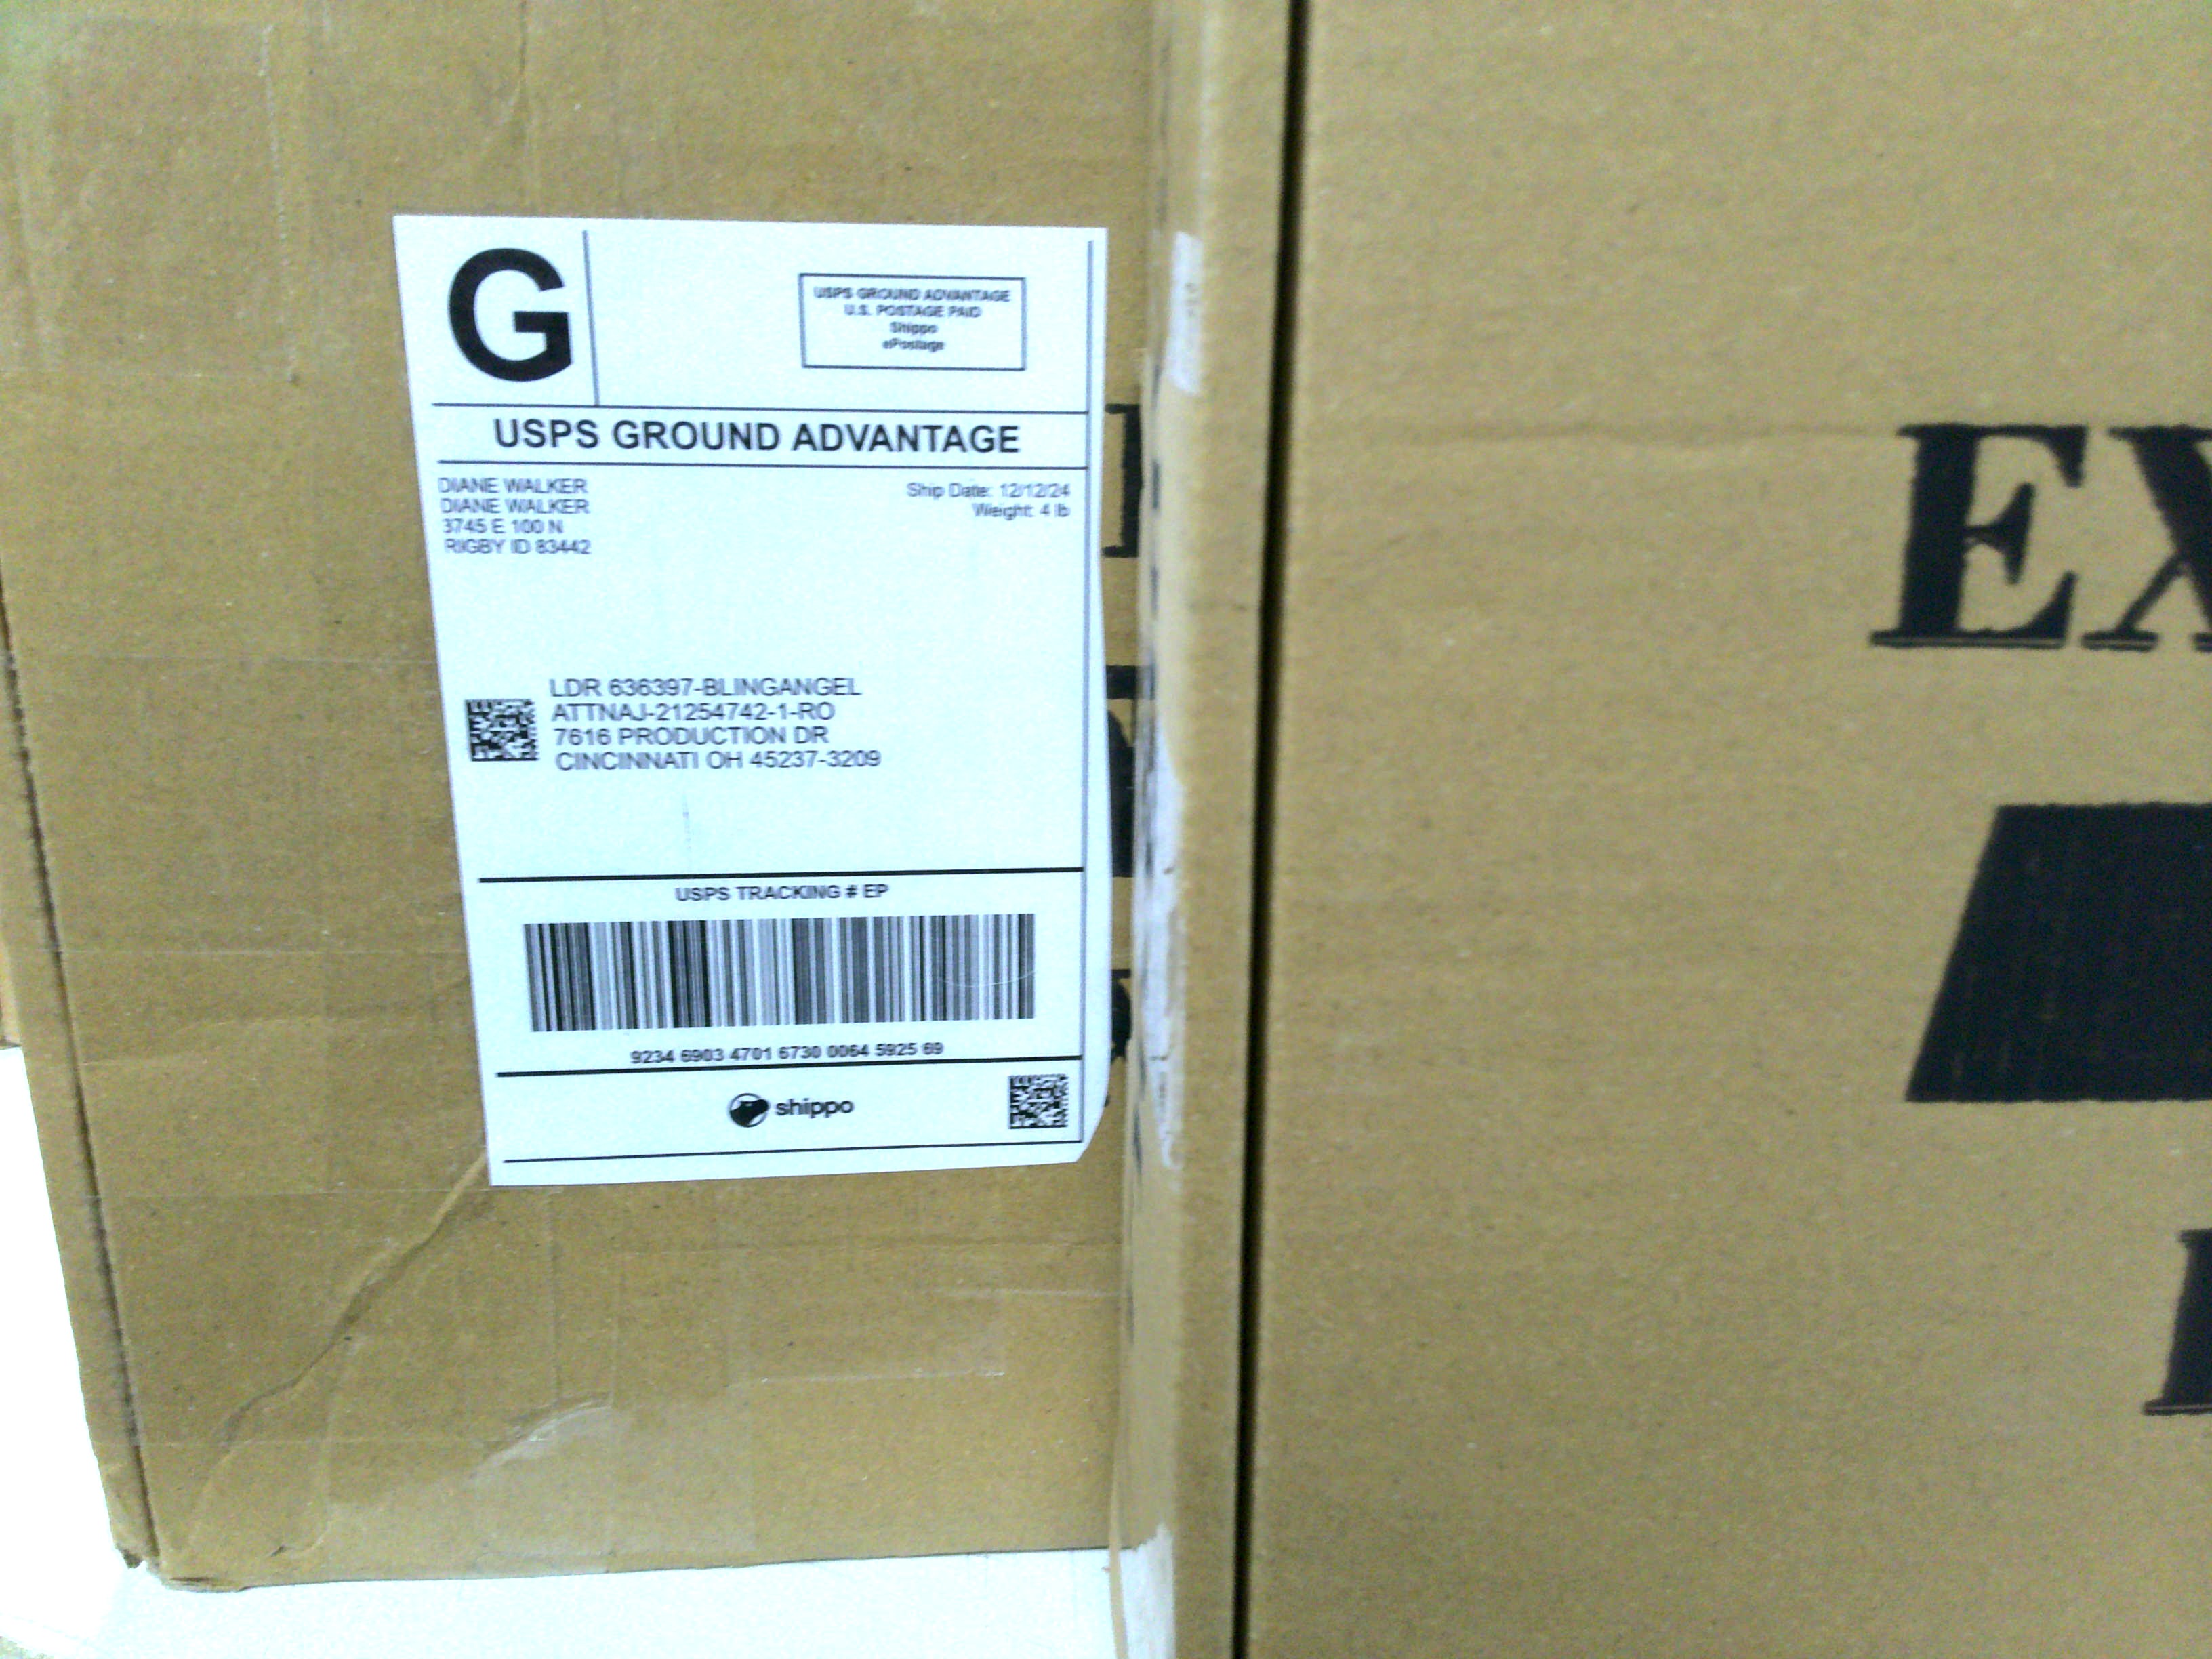 G
USPS GROUND ADVANTAGE
U.S. POSTAGE PAID
Shippo
ePostage
USPS GROUND ADVANTAGE
DIANE WALKER
DIANE WALKER
3745 E 100 N
RIGBY ID 83442
Ship Date: 12/12/24
Weight: 4 lb
LDR 636397-BLINGANGEL
ATTNAJ-21254742-1-RO
7616 PRODUCTION DR
CINCINNATI OH 45237-3209
USPS TRACKING # EP
9234 6903 4701 6730 0064 5925 69
shippo
EX